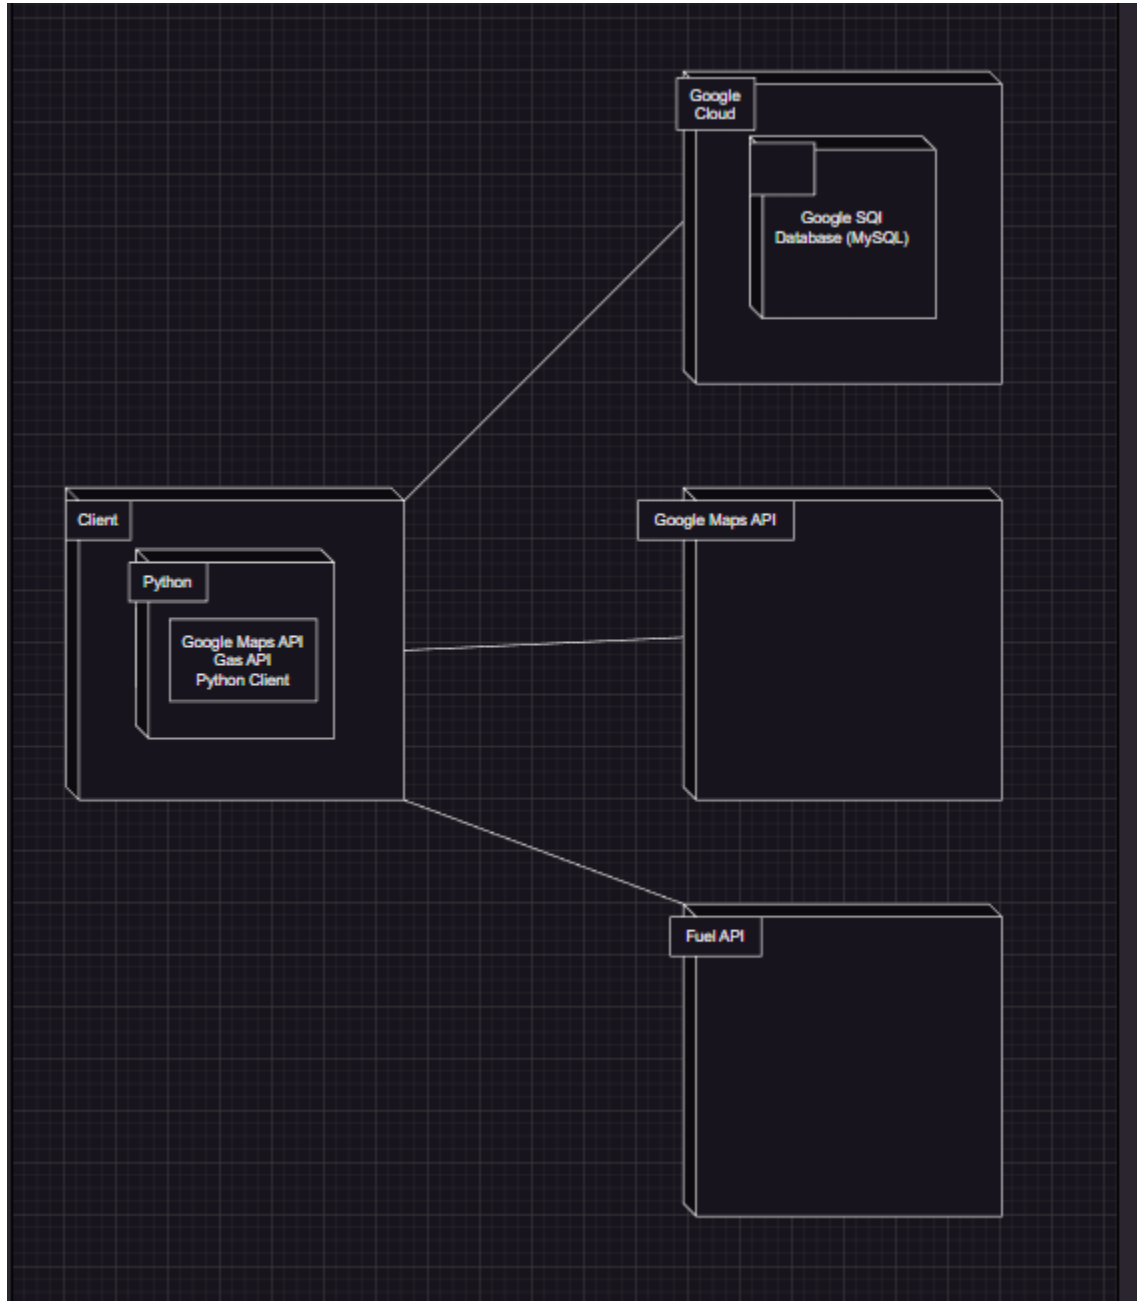 Google
Cloud
Google SQl
Database (MySQL)
Client
Python
Google Maps API
Gas API
Python Client
Google Maps API
Fuel API